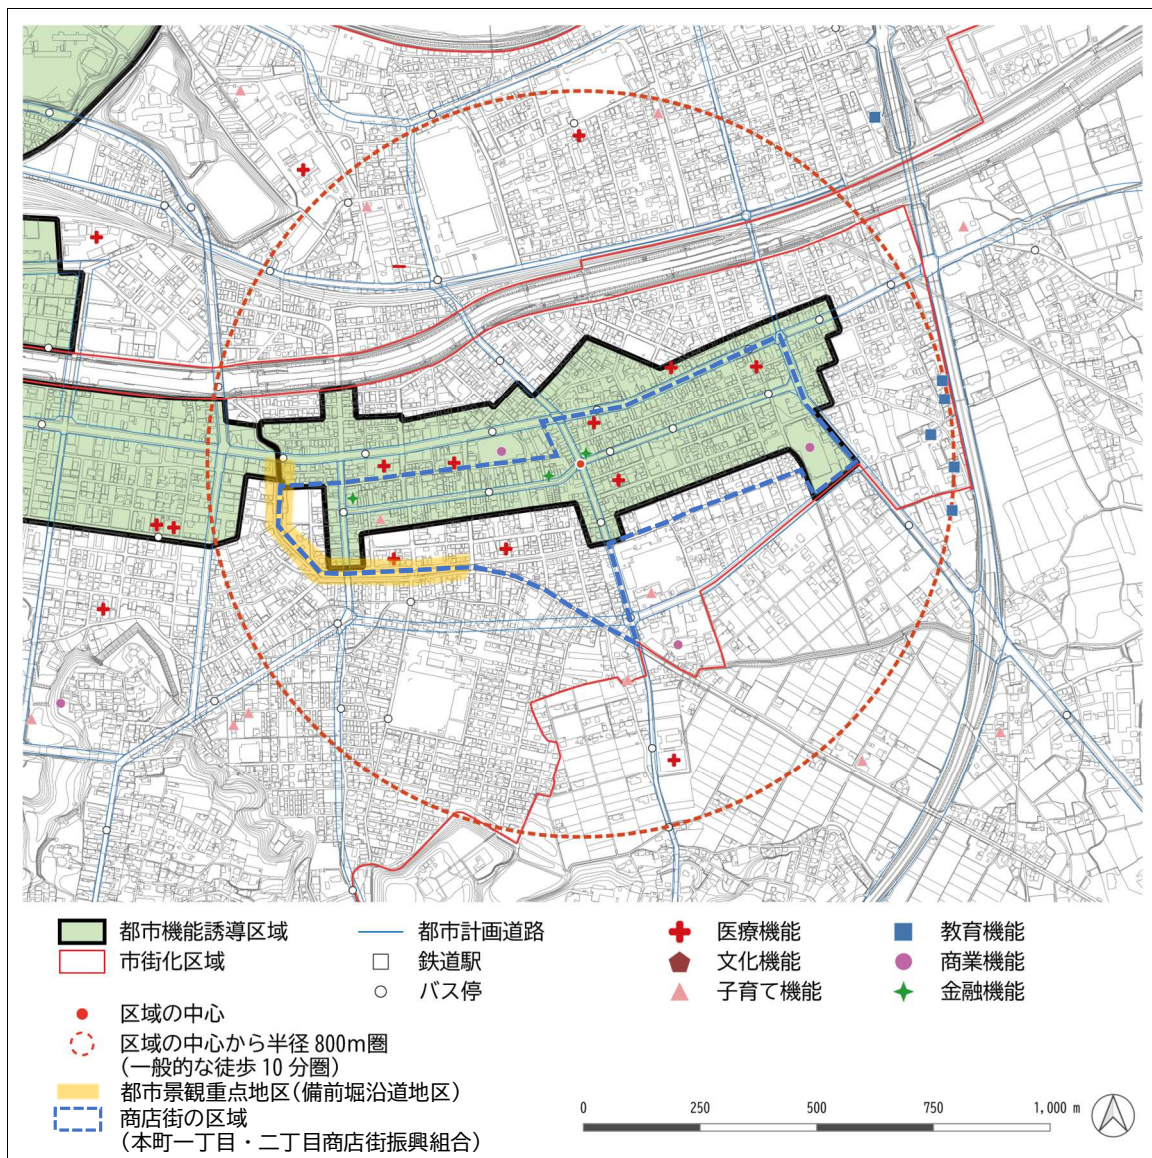 都市機能誘導区域
市街化区域
都市計画道路
鉄道駅
バス停
医療機能
文化機能
子育て機能
教育機能
商業機能
金融機能
区域の中心
区域の中心から半径 800m圏
(一般的な徒歩 10 分圏)
都市景観重点地区(備前堀沿道地区)
商店街の区域
(本町一丁目・二丁目商店街振興組合)
0 250 500 750 1,000 m